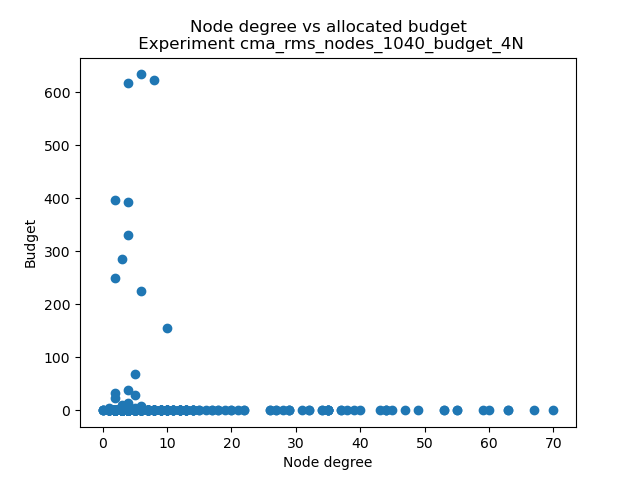 Node degree vs allocated budget
Experiment cma_rms_nodes_1040_budget_4N
600
500
400
300
200
100
0
Budget
0 10 20 30 40 50 60 70
Node degree